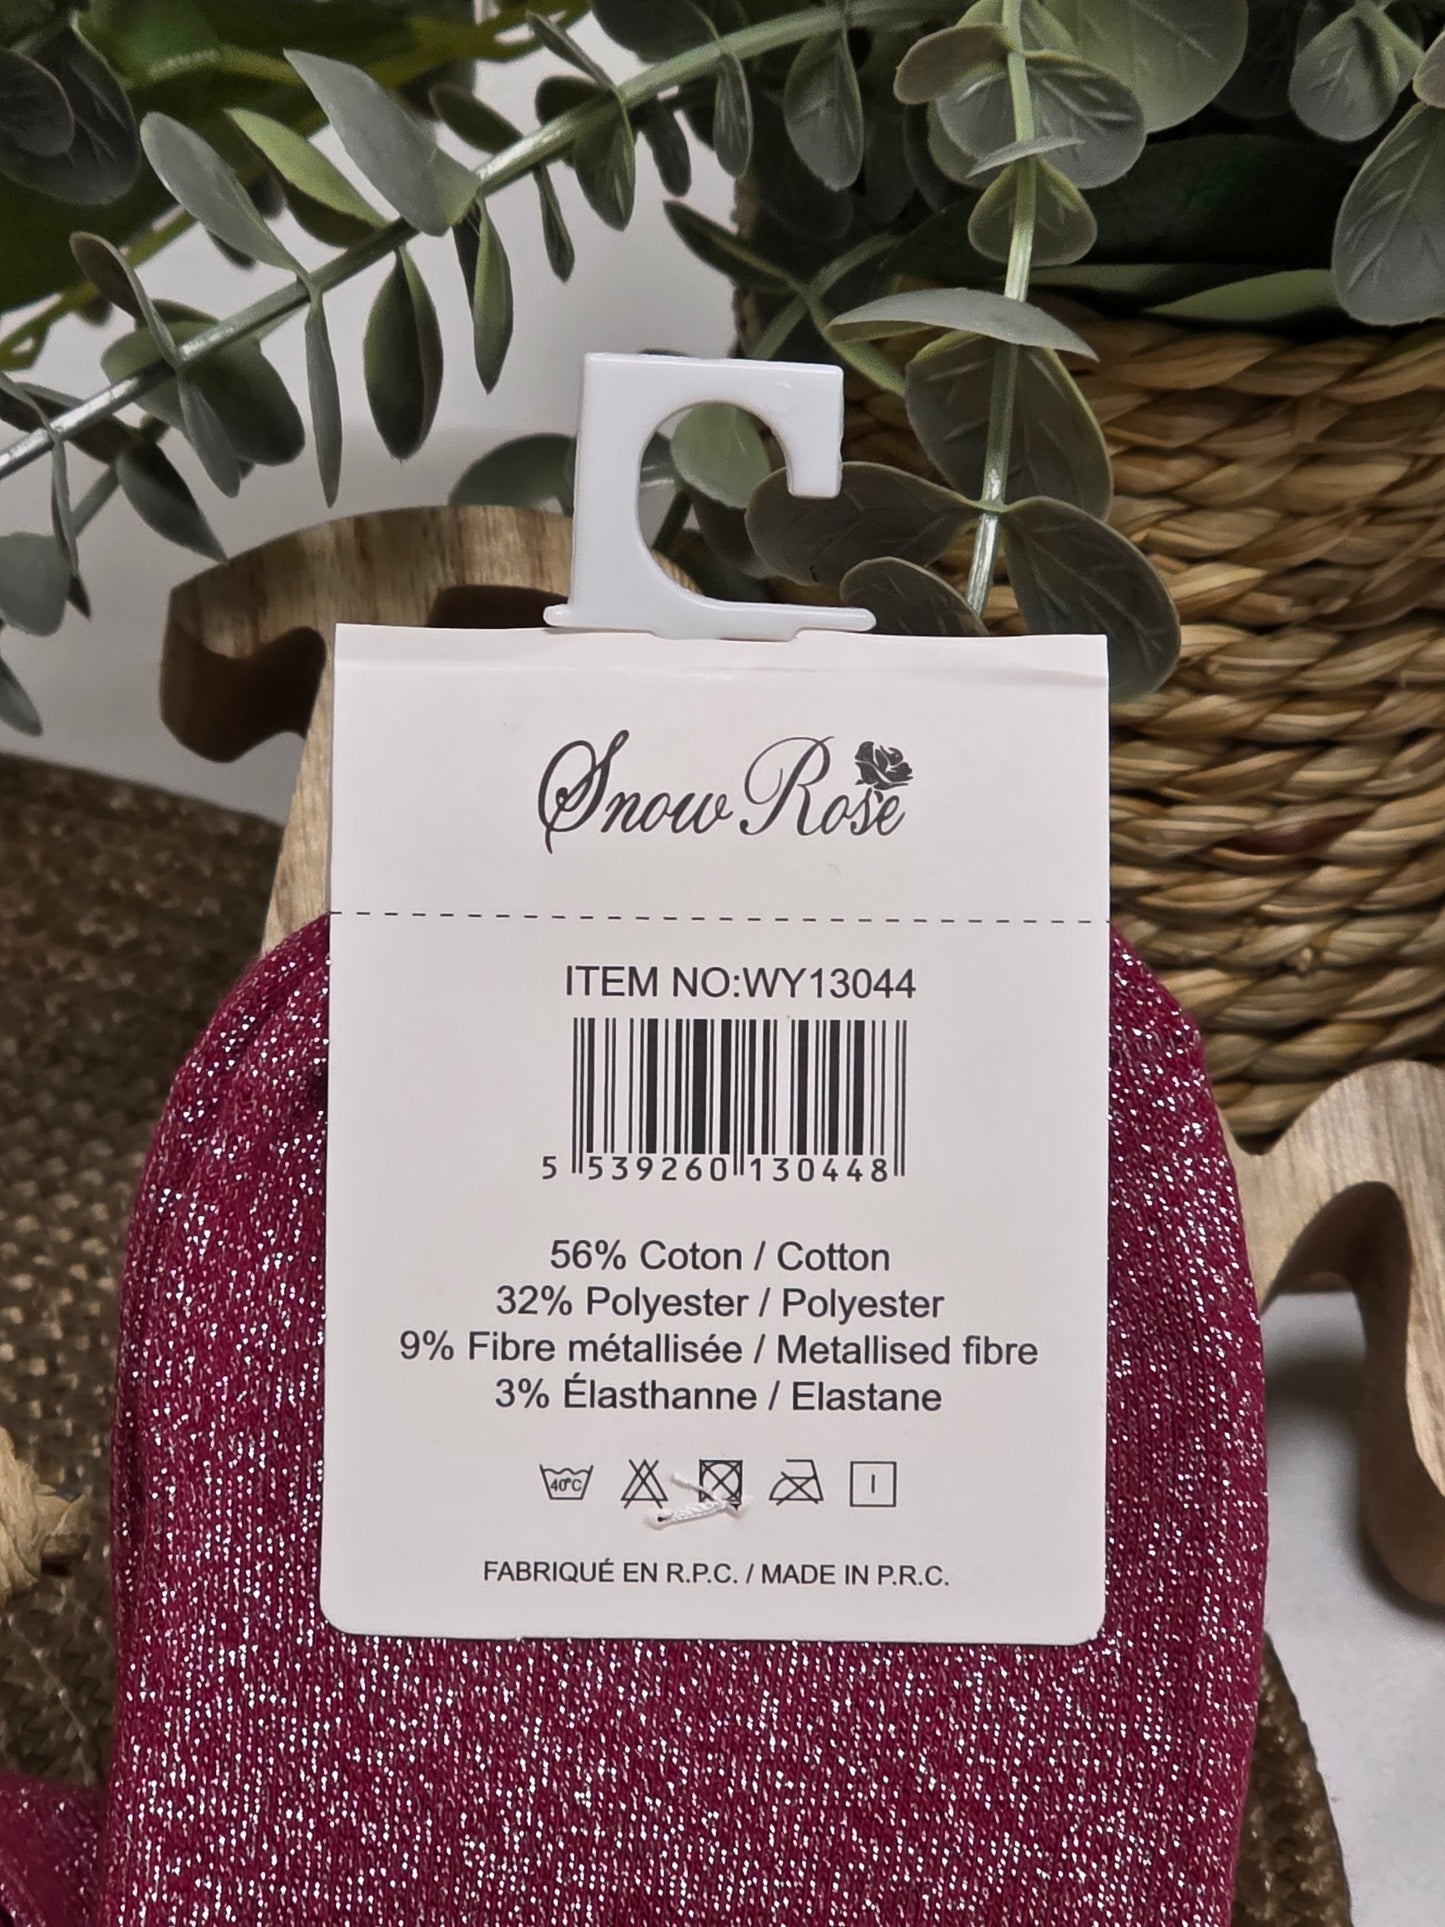 Snow Rose
ITEM NO:WY13044
5 539260 130448
56% Coton / Cotton
32% Polyester / Polyester
9% Fibre métallisée / Metallised fibre
3% Élasthanne / Elastane
40°C
FABRIQUÉ EN R.P.C. / MADE IN P.R.C.